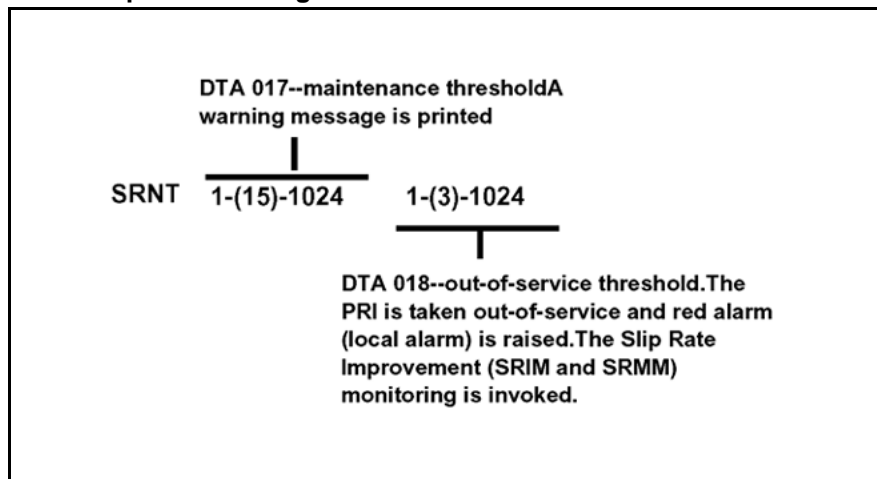 DTA 017--maintenance thresholdA
warning message is printed
SRNT 1-(15)-1024 1-(3)-1024
DTA 018--out-of-service threshold.The
PRI is taken out-of-service and red alarm
(local alarm) is raised.The Slip Rate
Improvement (SRIM and SRMM)
monitoring is invoked.